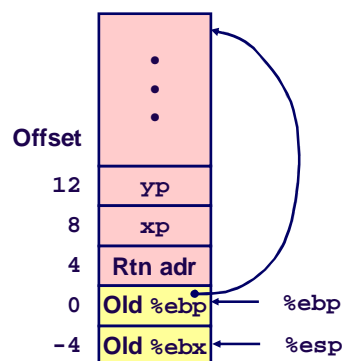 Offset
12 yp
8 xp
4 Rtn adr
0 Old %ebp %ebp
-4 Old %ebx %esp